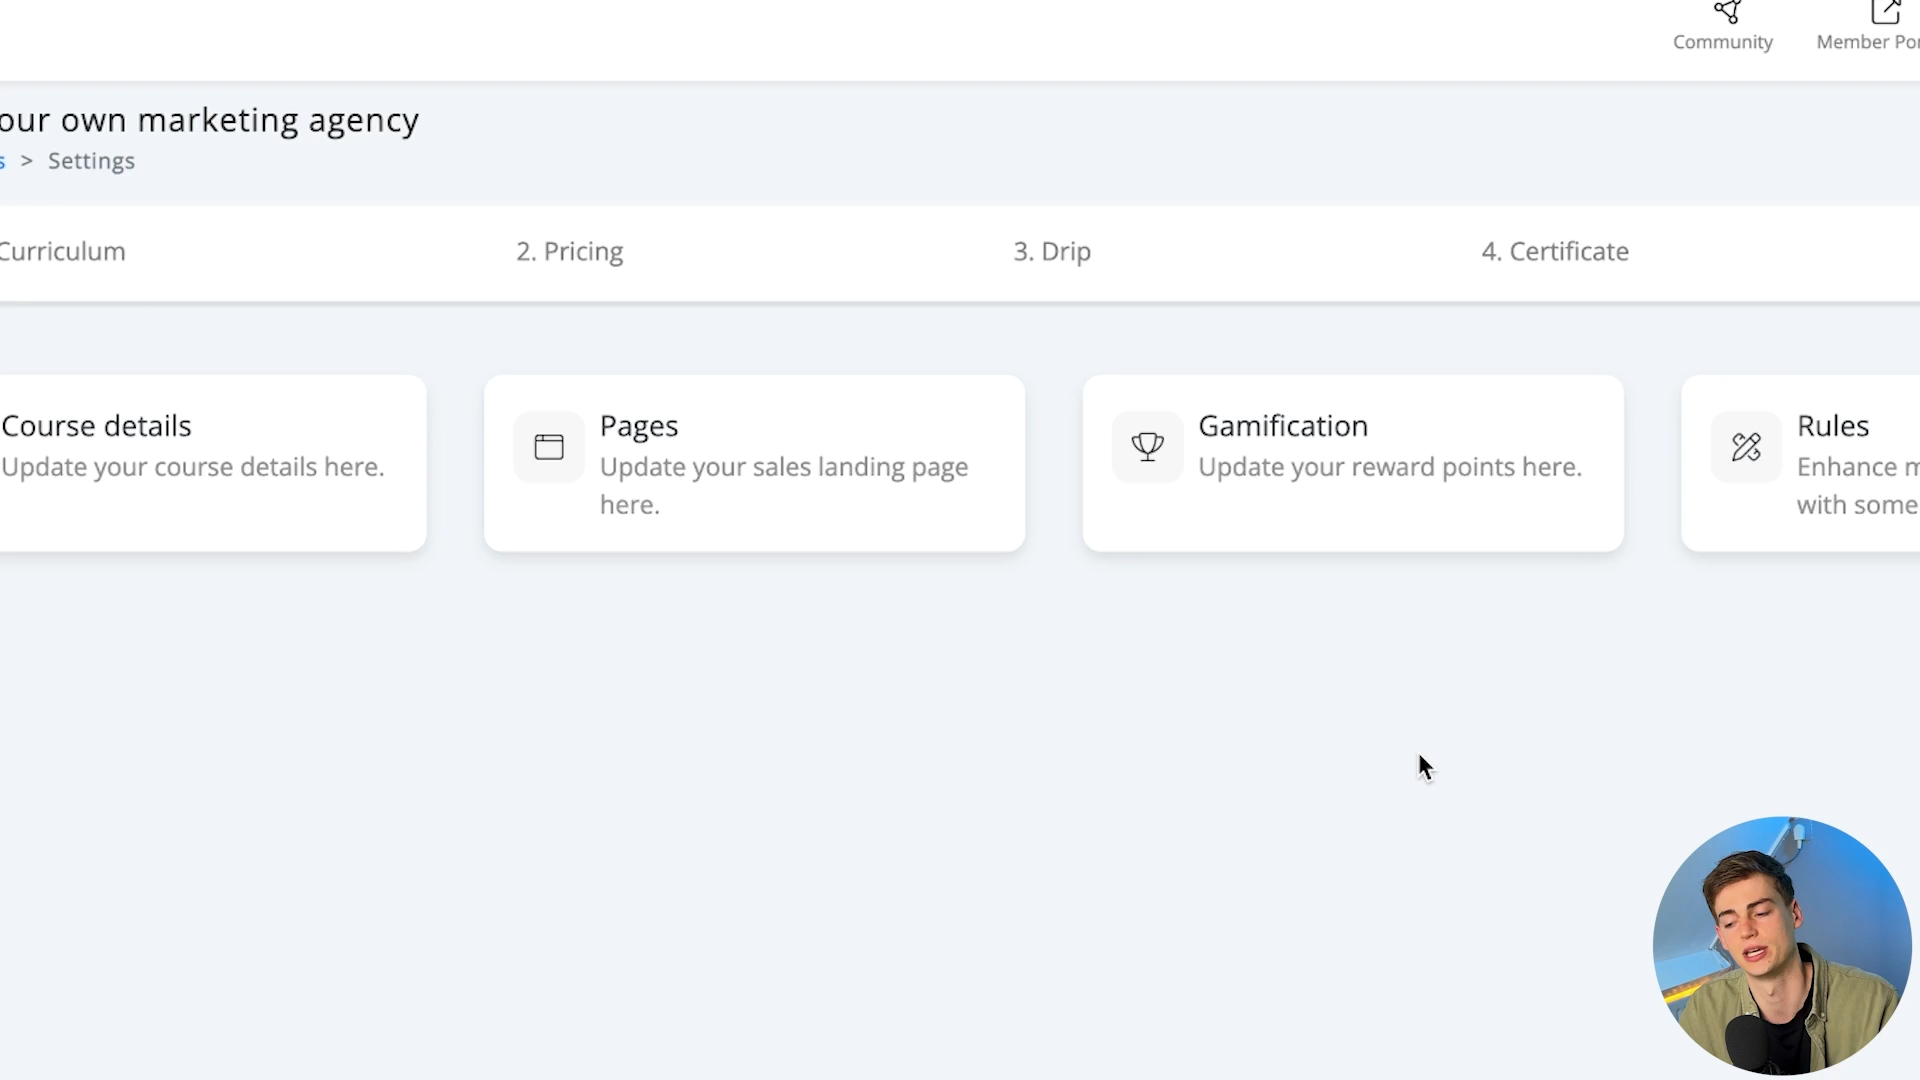 Community
Member Por
our own marketing agency
s > Settings
Curriculum
2. Pricing
3. Drip
4. Certificate
Course details
Update your course details here.
Pages
Update your sales landing page
here.
Gamification
Update your reward points here.
Rules
Enhance m
with some